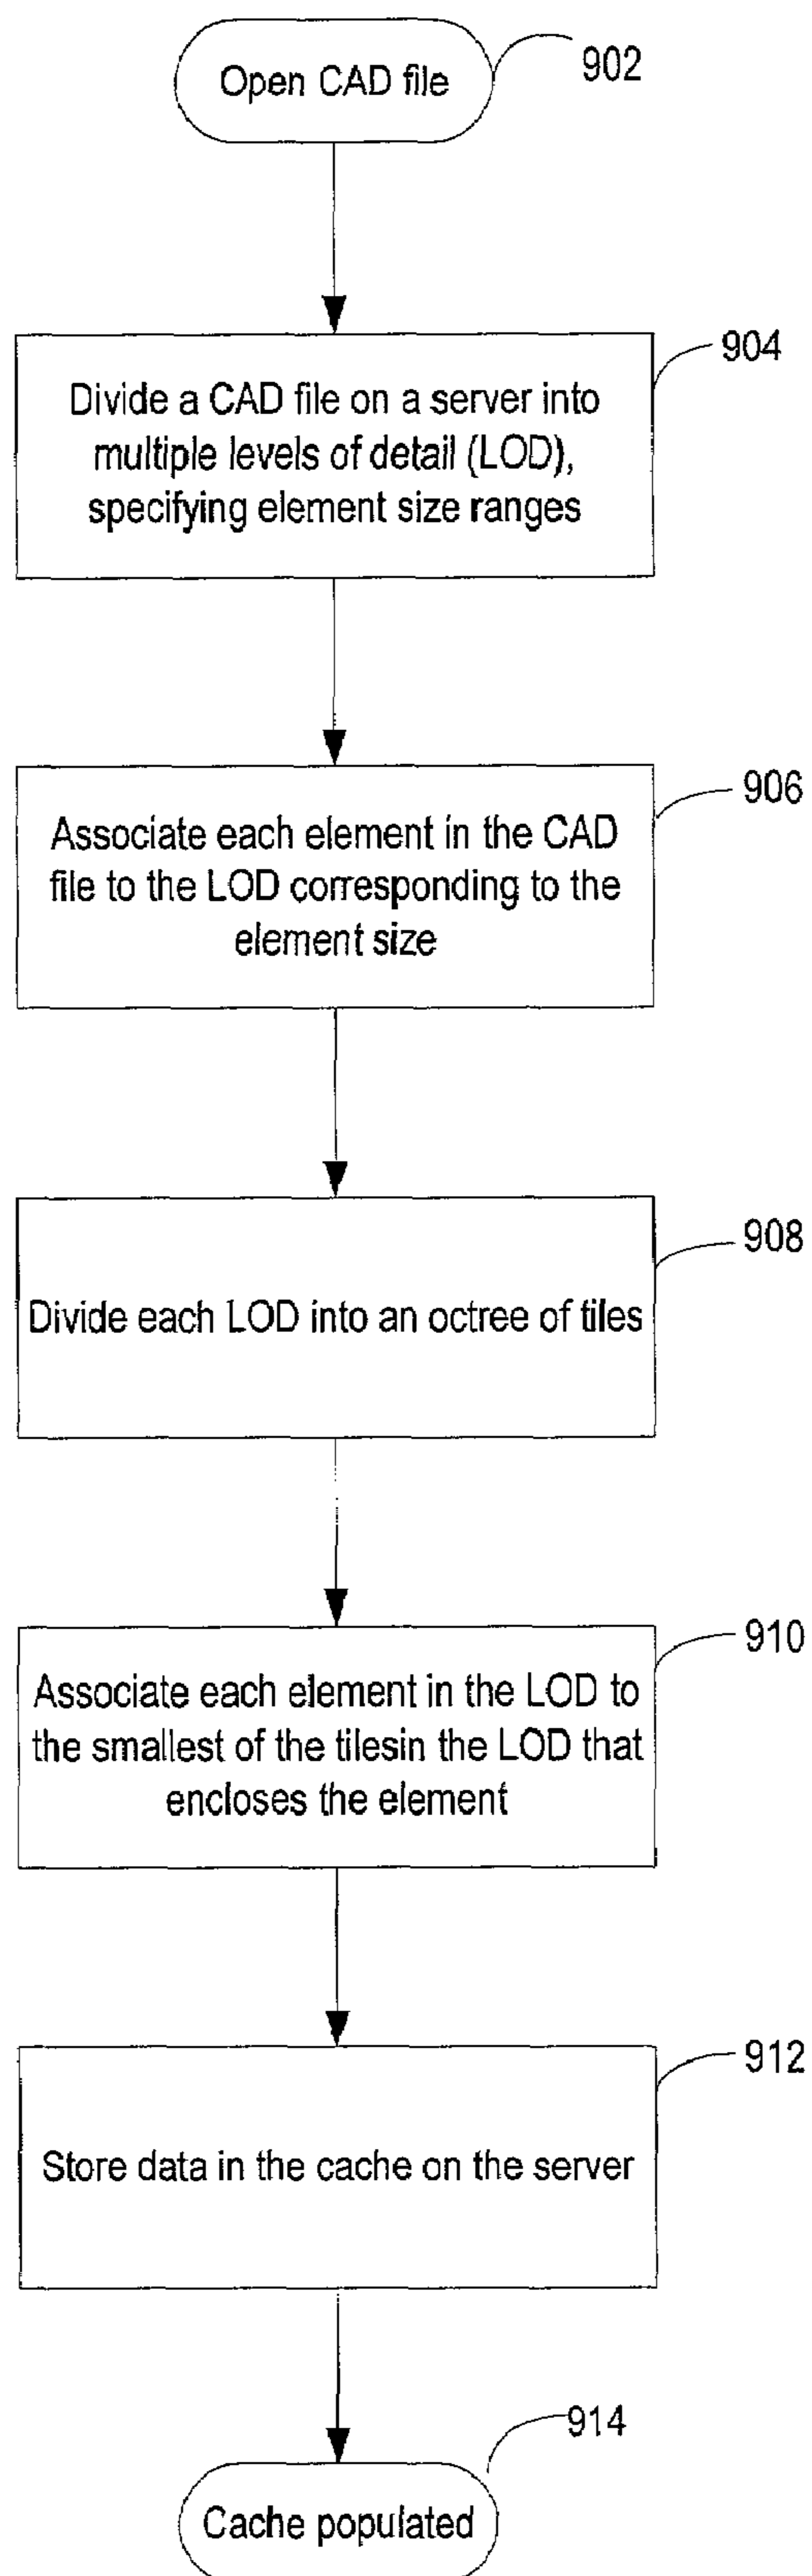 Open CAD file
902
904
Divide a CAD file on a server into
multiple levels of detail (LOD),
specifying element size ranges
906
Associate each element in the CAD
file to the LOD corresponding to the
element size
908
Divide each LOD into an octree of tiles
910
Associate each element in the LOD to
the smallest of the tilesin the LOD that
encloses the element
912
Store data in the cache on the server
914
Cache populated